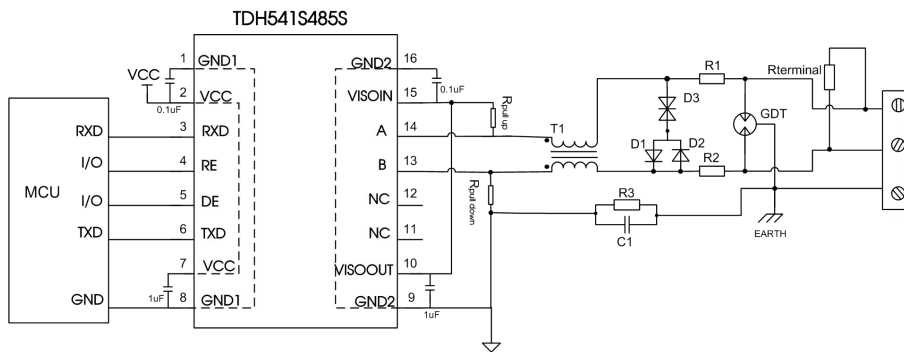 TDH541S485S
1 GND1
GND2 16
VCC
0.1uF
2 VCC
VISOIN 15
0.1uF
Rpull up
R1
Rterminal
D3
GDT
RXD 3 RXD
A 14
T1
D1 D2
I/O 4 RE
B 13
R2
MCU
I/O 5 DE
NC 12
Rpull down
R3
C1
EARTH
TXD 6 TXD
NC 11
7 VCC
VISOOUT 10
1uF
1uF
GND 8 GND1
GND2 9